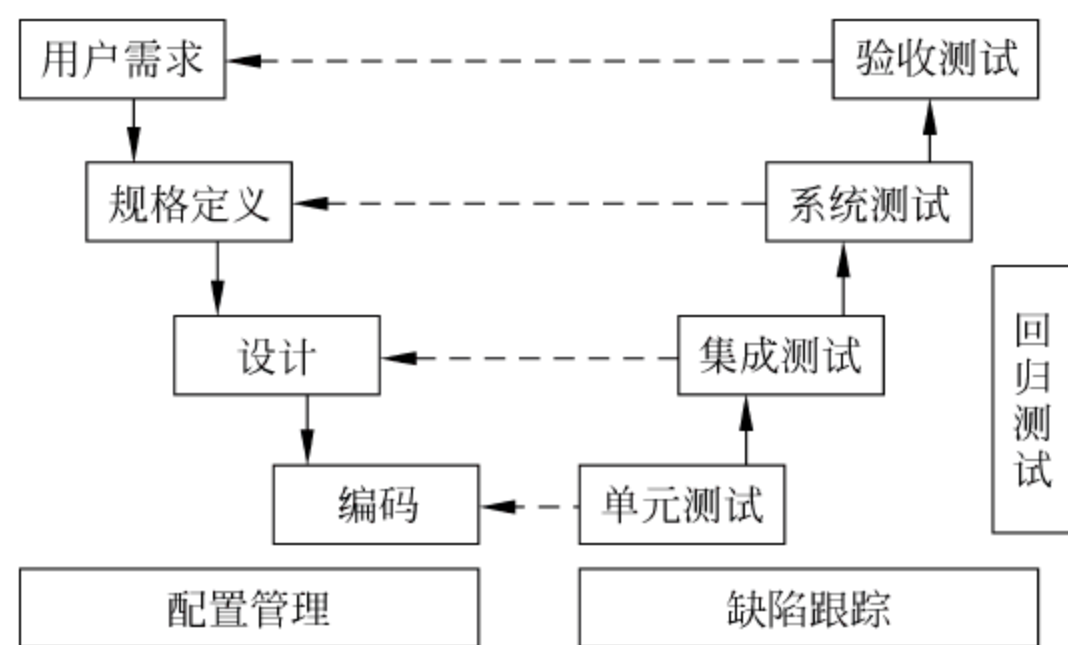 用户需求
验收测试
规格定义
系统测试
设计
集成测试
回归测试
编码
单元测试
配置管理
缺陷跟踪